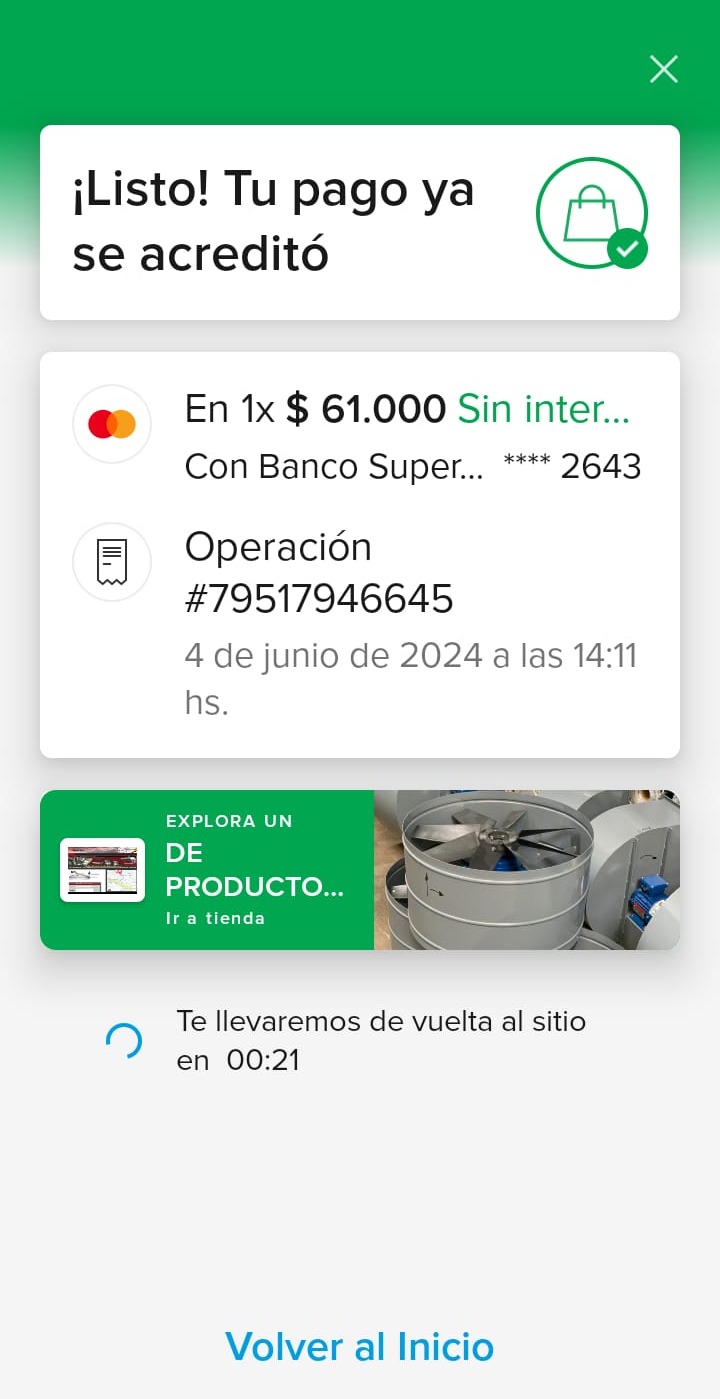 ¡Listo! Tu pago ya
se acreditó
En 1x $ 61.000 Sin inter...
Con Banco Super... **** 2643
Operación
#79517946645
4 de junio de 2024 a las 14:11
hs.
EXPLORA UN
DE
PRODUCTO...
Ir a tienda
Te llevaremos de vuelta al sitio
en 00:21
Volver al Inicio